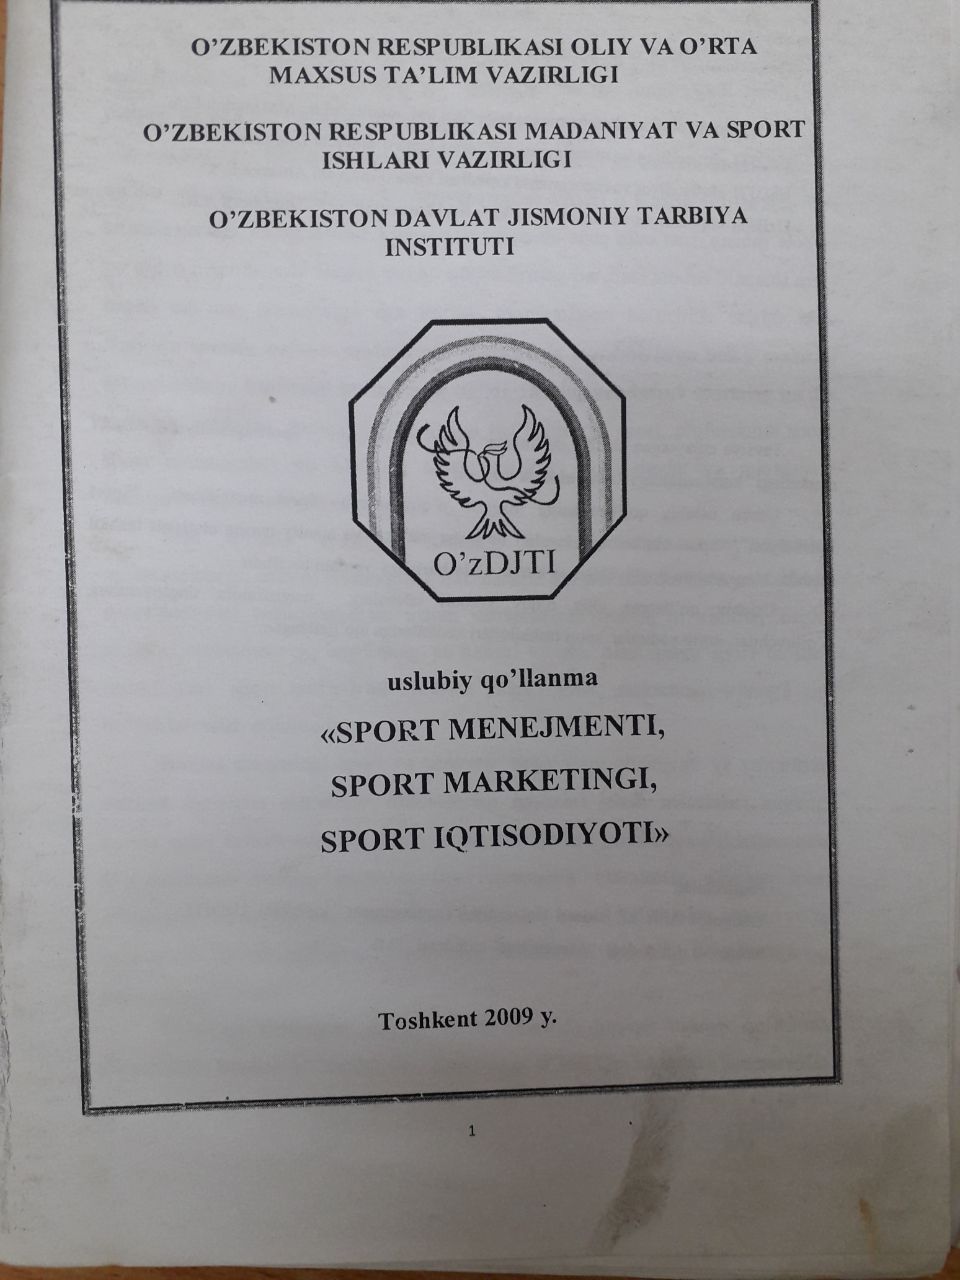 O’ZBEKISTON RESPUBLIKASI OLIY VA O’RTA
MAXSUS TA’LIM VAZIRLIGI
O’ZBEKISTON RESPUBLIKASI MADANIYAT VA SPORT
ISHLARI VAZIRLIGI
O’ZBEKISTON DAVLAT JISMONIY TARBIYA
INSTITUTI
O’zDJTI
uslubiy qo’llanma
«SPORT MENEJMENTI,
SPORT MARKETINGI,
SPORT IQTISODIYOTI»
Toshkent 2009 y.
1